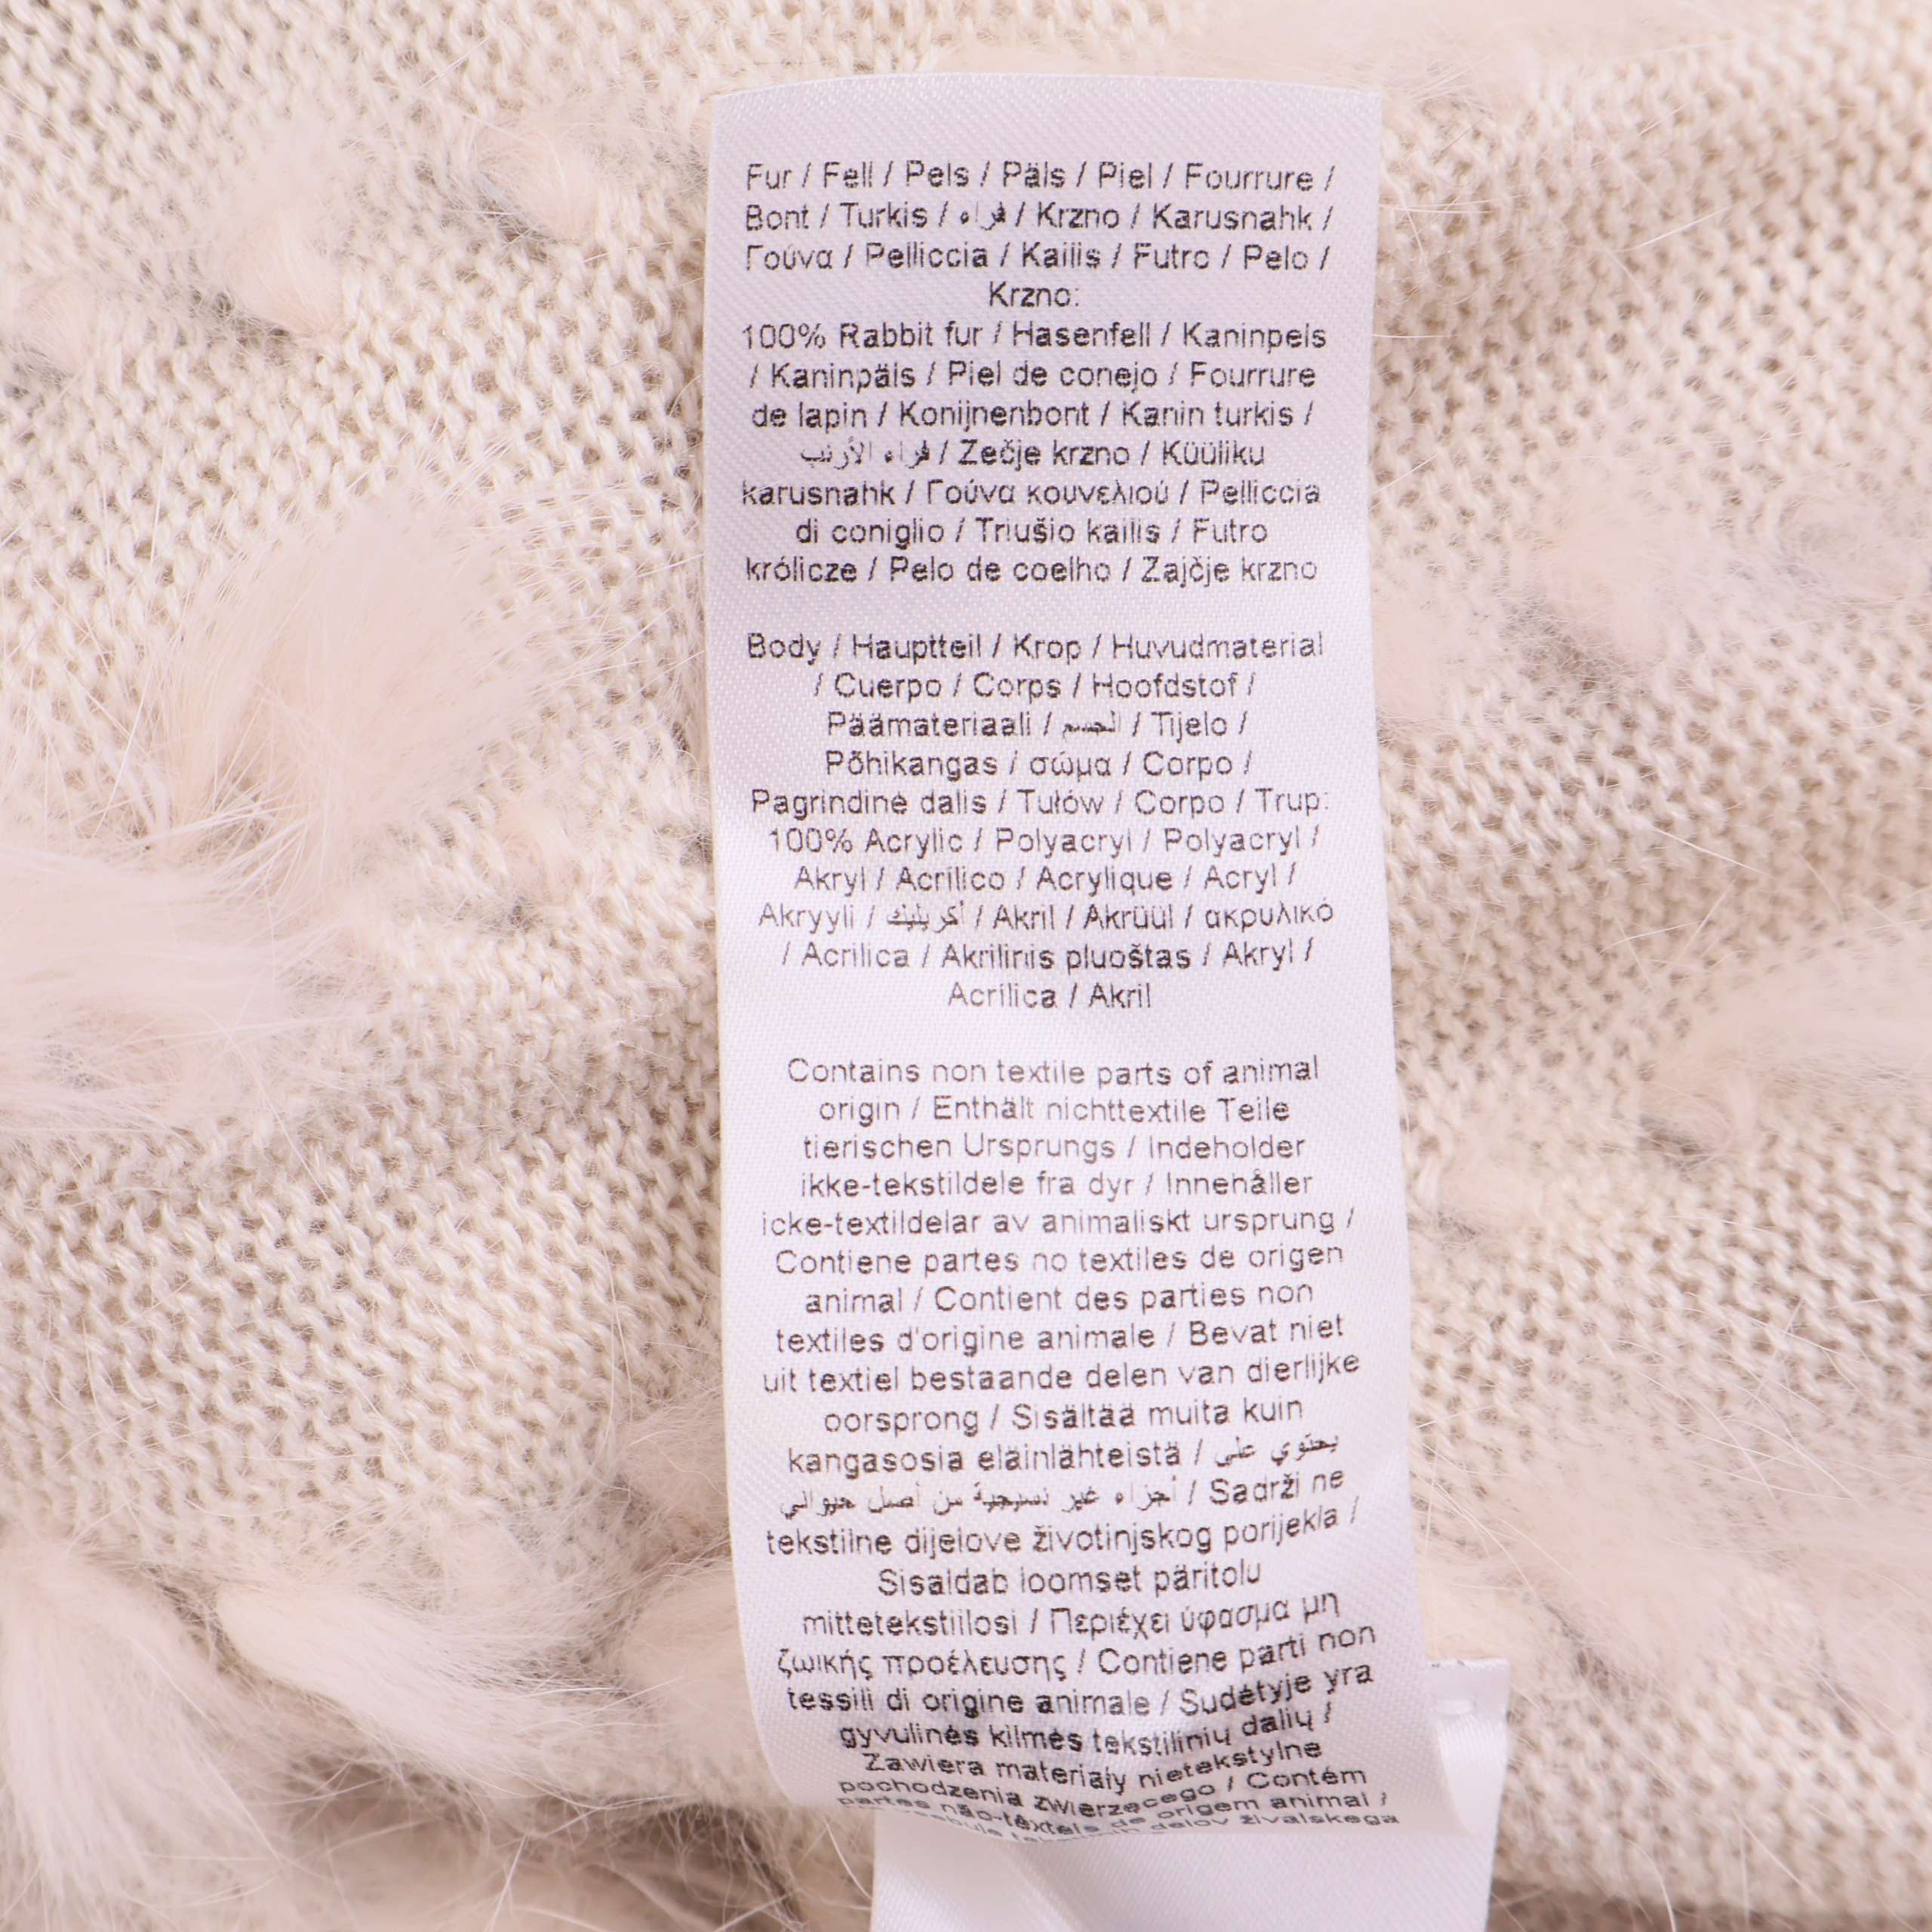 Fur / Fell / Pels / Päls / Piel / Fourrure /
Bont / Turkis / فراء / Krzno / Karusnahk /
Γούνα / Pelliccia / Kailis / Futro / Pelo /
Krzno:
100% Rabbit fur / Hasenfell / Kaninpels
/ Kaninpäls / Piel de conejo / Fourrure
de lapin / Konijnenbont / Kanin turkis /
فراء الأرنب / Zečje krzno / Küüliku
karusnahk / Γούνα κουνελιού / Pelliccia
di coniglio / Triušio kailis / Futro
królicze / Pelo de coelho / Zajčje krzno
Body / Hauptteil / Krop / Huvudmaterial
/ Cuerpo / Corps / Hoofdstof /
Päämateriaali / الجسم / Tijelo /
Põhikangas / σώμα / Corpo /
Pagrindinė dalis / Tułów / Corpo / Trup:
100% Acrylic / Polyacryl / Polyacryl /
Akryl / Acrílico / Acrylique / Acryl /
Akryyli / أكريليك / Akril / Akrüül / ακρυλικό
/ Acrilica / Akrilinis pluoštas / Akryl /
Acrílica / Akril
Contains non textile parts of animal
origin / Enthält nichttextile Teile
tierischen Ursprungs / Indeholder
ikke-tekstildele fra dyr / Innehåller
icke-textildelar av animaliskt ursprung /
Contiene partes no textiles de origen
animal / Contient des parties non
textiles d'origine animale / Bevat niet
uit textiel bestaande delen van dierlijke
oorsprong / Sisältää muita kuin
kangasosia eläinlähteistä / يحتوي على
أجزاء غير نسيجية من أصل حيواني / Sadrži ne
tekstilne dijelove životinjskog porijekla /
Sisaldab loomset päritolu
mittetekstiilosi / Περιέχει ύφασμα μη
ζωικής προέλευσης / Contiene parti non
tessili di origine animale / Sudėtyje yra
gyvulinės kilmės tekstilinių dalių /
Zawiera materiały nietekstylne
pochodzenia zwierzęcego / Contém
partes não-têxteis de origem animal /
delov živalskega